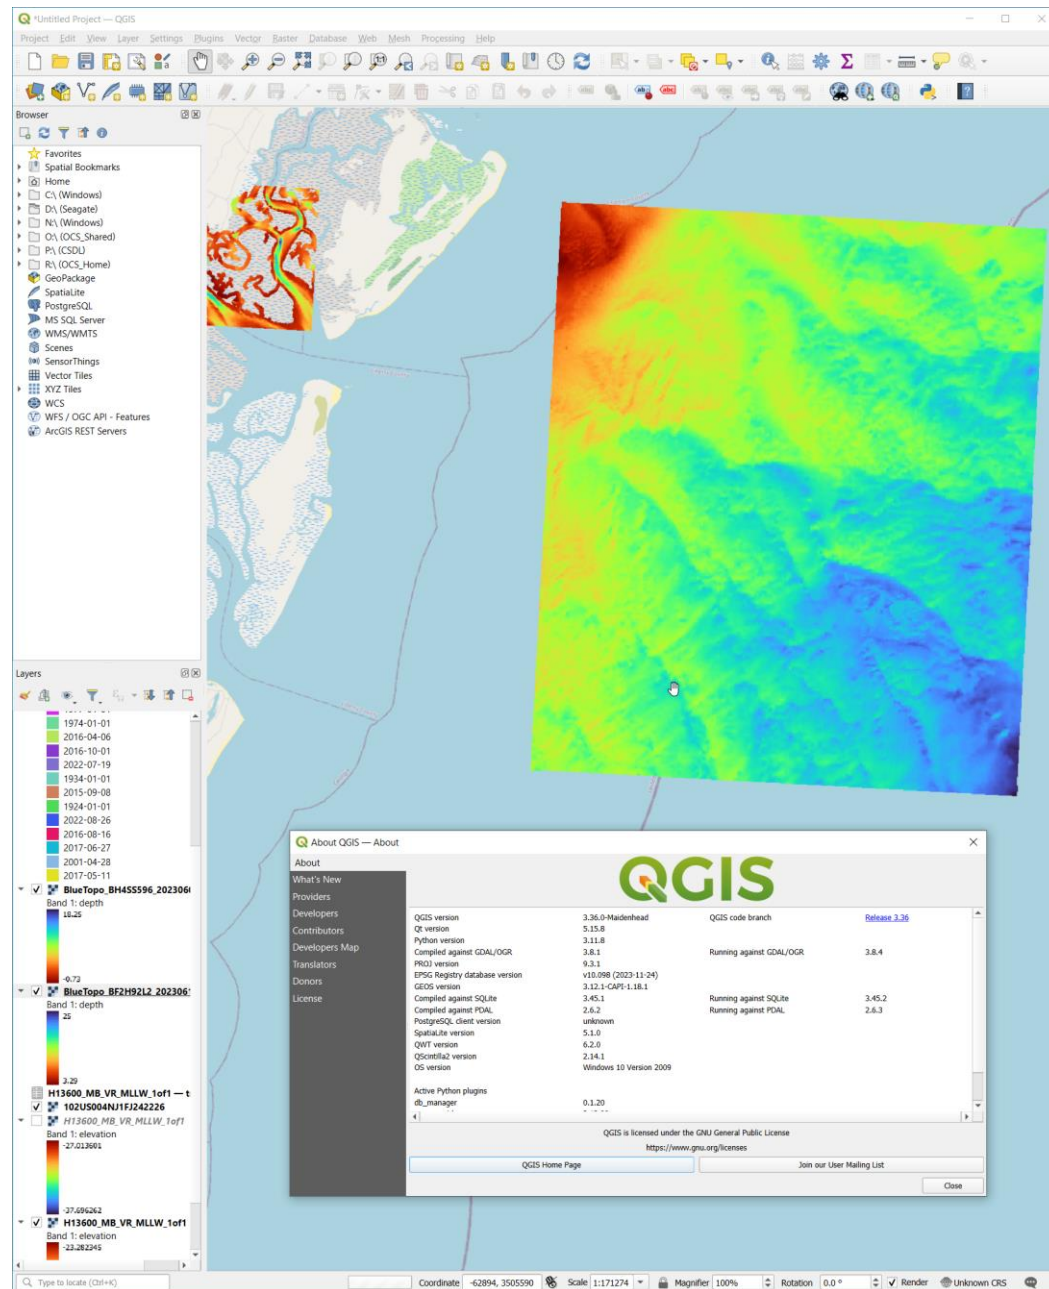 *Untitled Project — QGIS
Project Edit View Layer Settings Plugins Vector Raster Database Web Mesh Processing Help
Browser
Favorites
Spatial Bookmarks
Home
C:\ (Windows)
D:\ (Seagate)
N:\ (Windows)
O:\ (OCS_Shared)
P:\ (CSDL)
R:\ (OCS_Home)
GeoPackage
SpatiaLite
PostgreSQL
MS SQL Server
WMS/WMTS
Scenes
SensorThings
Vector Tiles
XYZ Tiles
WCS
WFS / OGC API - Features
ArcGIS REST Servers
Layers
1974-01-01
2016-04-06
2016-10-01
2022-07-19
1934-01-01
2015-09-08
1924-01-01
2022-08-26
2016-08-16
2017-06-27
2001-04-28
2017-05-11
BlueTopo_BH4SS596_202306
Band 1: depth
18.25
-0.73
BlueTopo_BF2H92L2_202306
Band 1: depth
25
3.29
H13600_MB_VR_MLLW_1of1 — t
102US004NJ1FJ242226
H13600_MB_VR_MLLW_1of1
Band 1: elevation
-27.013601
-37.696262
H13600_MB_VR_MLLW_1of1
Band 1: elevation
-23.282345
About QGIS — About
About
What's New
Providers
Developers
Contributors
Developers Map
Translators
Donors
License
QGIS
QGIS version 3.36.0-Maidenhead QGIS code branch Release 3.36
Qt version 5.15.8
Python version 3.11.8
Compiled against GDAL/OGR 3.8.1 Running against GDAL/OGR 3.8.4
PROJ version 9.3.1
EPSG Registry database version v10.098 (2023-11-24)
GEOS version 3.12.1-CAPI-1.18.1
Compiled against SQLite 3.45.1 Running against SQLite 3.45.2
Compiled against PDAL 2.6.2 Running against PDAL 2.6.3
PostgreSQL client version unknown
SpatiaLite version 5.1.0
QWT version 6.2.0
QScintilla2 version 2.14.1
OS version Windows 10 Version 2009
Active Python plugins
db_manager 0.1.20
QGIS is licensed under the GNU General Public License
https://www.gnu.org/licenses
QGIS Home Page Join our User Mailing List
Close
Type to locate (Ctrl+K) Coordinate -62894, 3505590 Scale 1:171274 Magnifier 100% Rotation 0.0 ° Render Unknown CRS